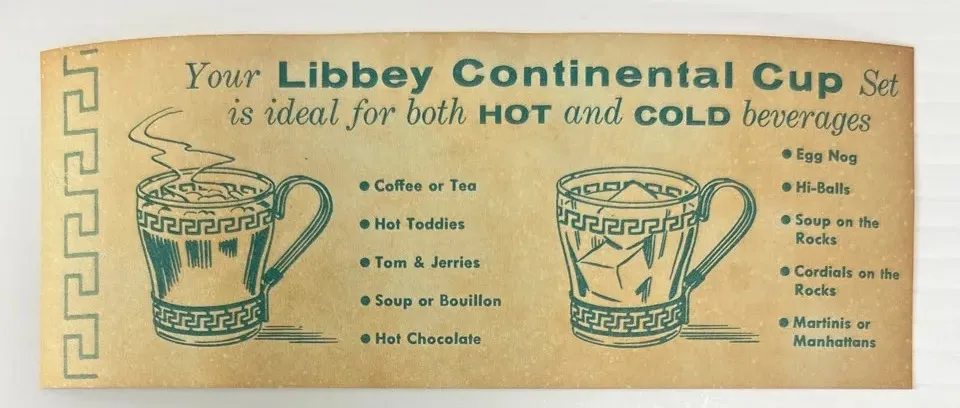 Your Libbey Continental Cup Set
is ideal for both HOT and COLD beverages
● Coffee or Tea
● Hot Toddies
● Tom & Jerries
● Soup or Bouillon
● Hot Chocolate
● Egg Nog
● Hi-Balls
● Soup on the
Rocks
● Cordials on the
Rocks
● Martinis or
Manhattans